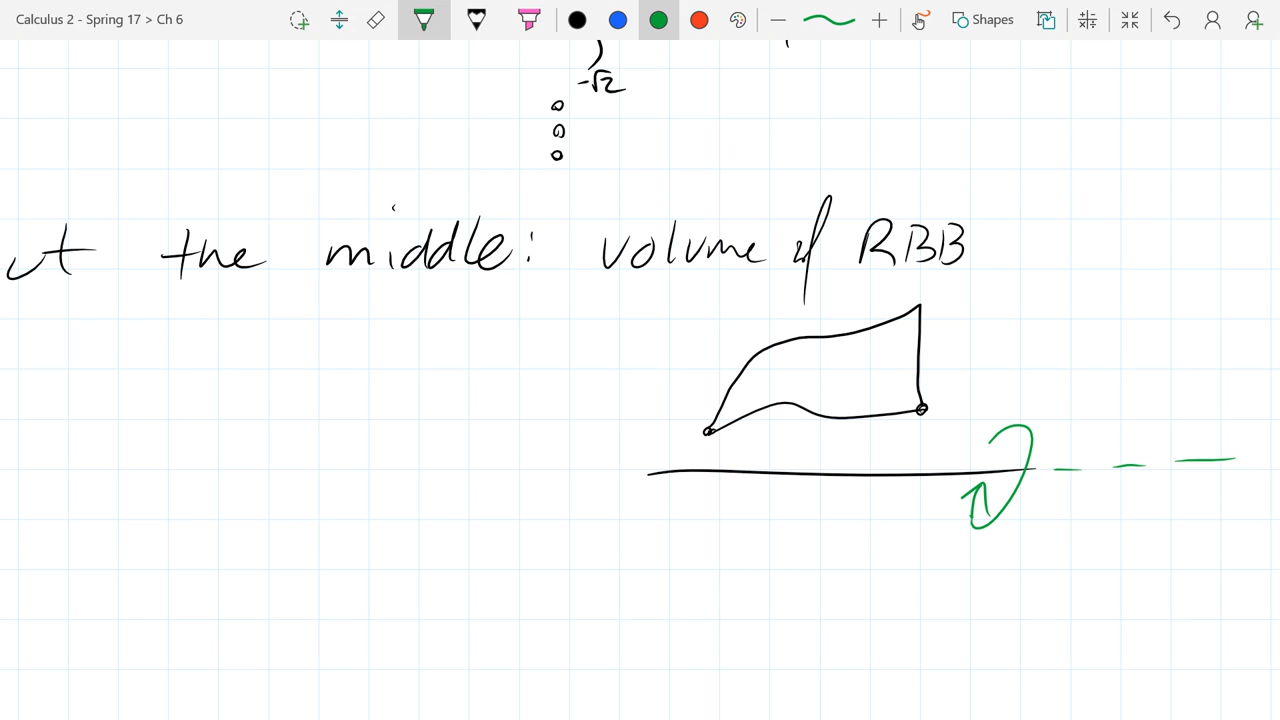 Calculus 2 - Spring 17 > Ch 6
Shapes
-√2
the middle: volume of RBB